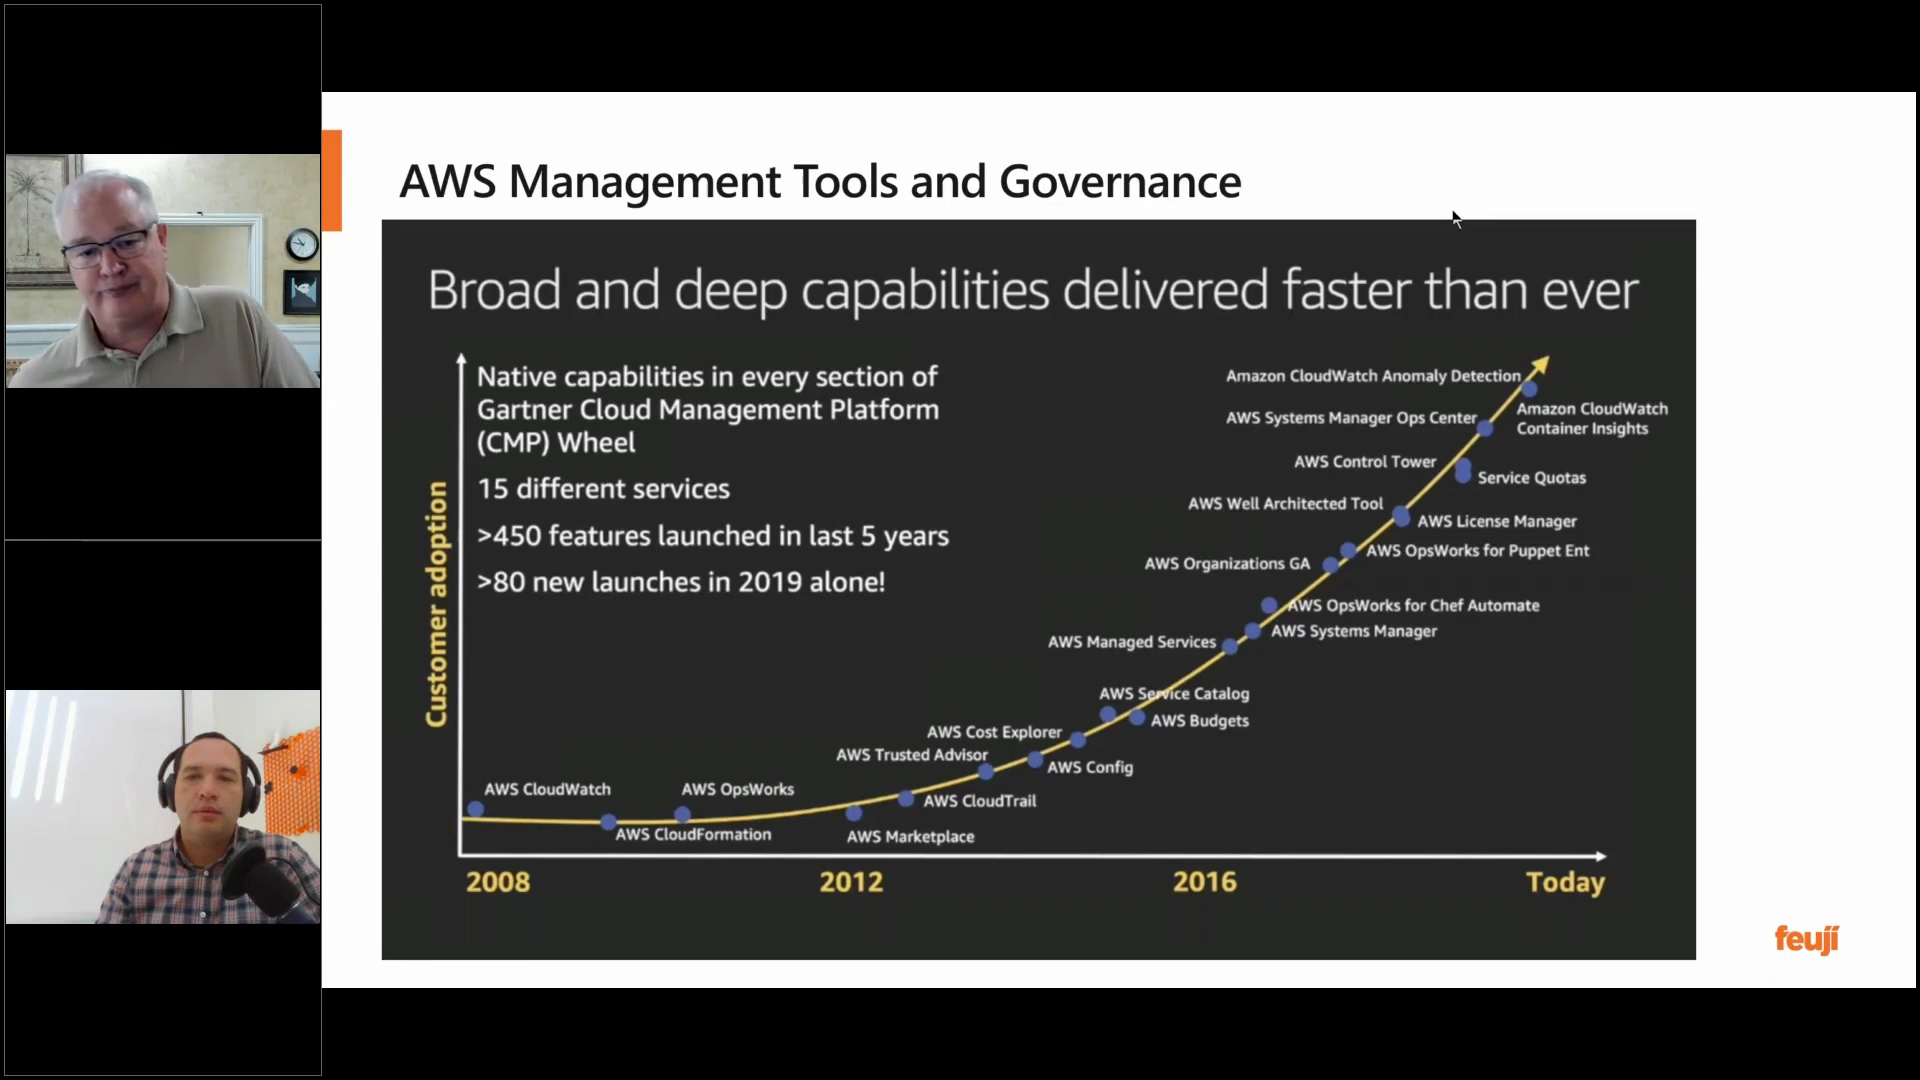 AWS Management Tools and Governance
Broad and deep capabilities delivered faster than ever
Native capabilities in every section of
Gartner Cloud Management Platform
(CMP) Wheel
15 different services
>450 features launched in last 5 years
>80 new launches in 2019 alone!
Customer adoption
Amazon CloudWatch Anomaly Detection
Amazon CloudWatch
Container Insights
AWS Systems Manager Ops Center
AWS Control Tower
Service Quotas
AWS Well Architected Tool
AWS License Manager
AWS OpsWorks for Puppet Ent
AWS Organizations GA
AWS OpsWorks for Chef Automate
AWS Systems Manager
AWS Managed Services
AWS Service Catalog
AWS Budgets
AWS Cost Explorer
AWS Trusted Advisor
AWS Config
AWS CloudWatch
AWS OpsWorks
AWS CloudTrail
AWS CloudFormation
AWS Marketplace
2008
2012
2016
Today
feuji